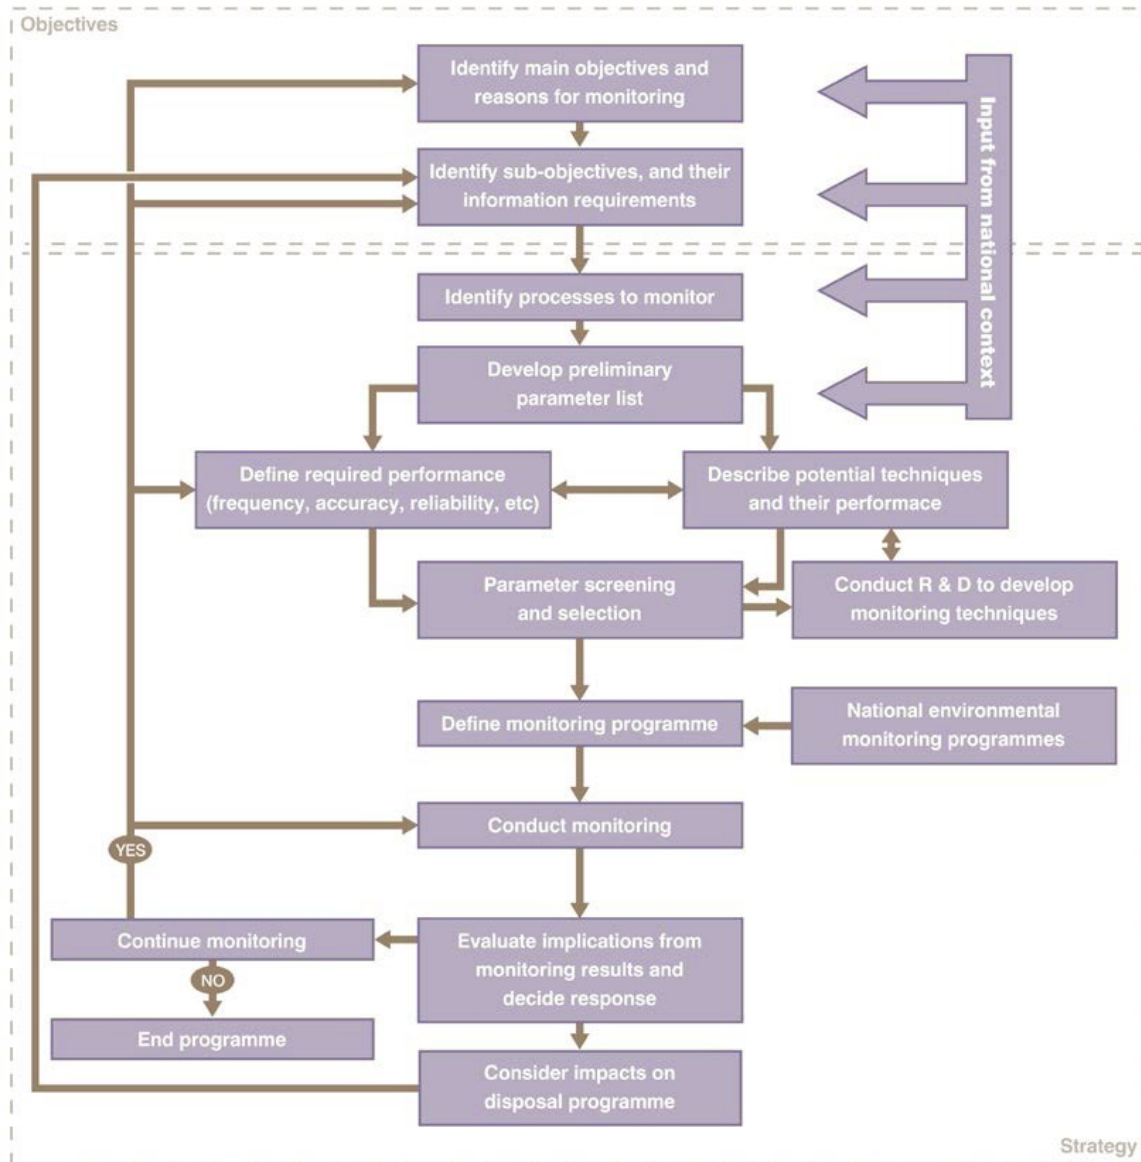 Objectives
Identify main objectives and
reasons for monitoring
Identify sub-objectives, and their
information requirements
Input from national context
Identify processes to monitor
Develop preliminary
parameter list
Define required performance
(frequency, accuracy, reliability, etc)
Describe potential techniques
and their performace
Parameter screening
and selection
Conduct R & D to develop
monitoring techniques
Define monitoring programme
National environmental
monitoring programmes
Conduct monitoring
YES
Continue monitoring
Evaluate implications from
monitoring results and
decide response
NO
End programme
Consider impacts on
disposal programme
Strategy